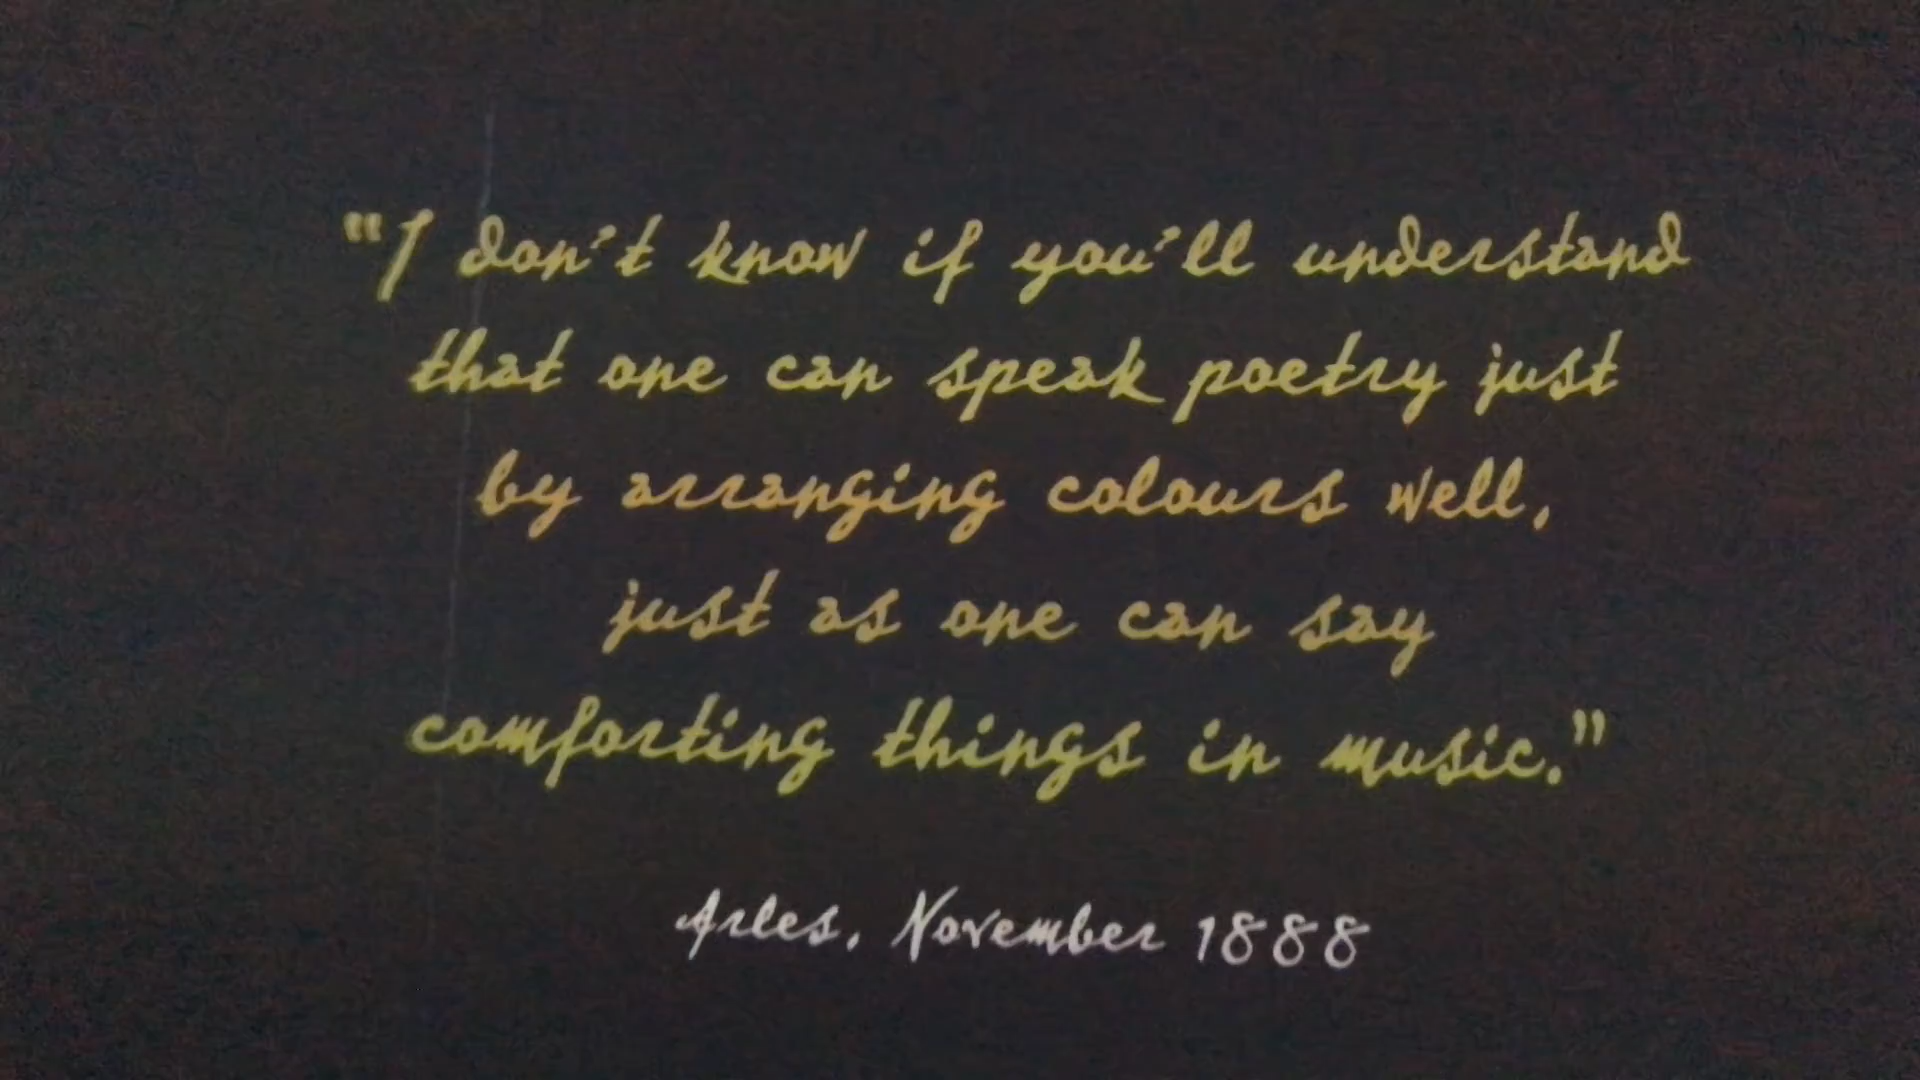 "I don't know if you'll understand
that one can speak poetry just
by arranging colours well,
just as one can say
comforting things in music."
Arles, November 1888